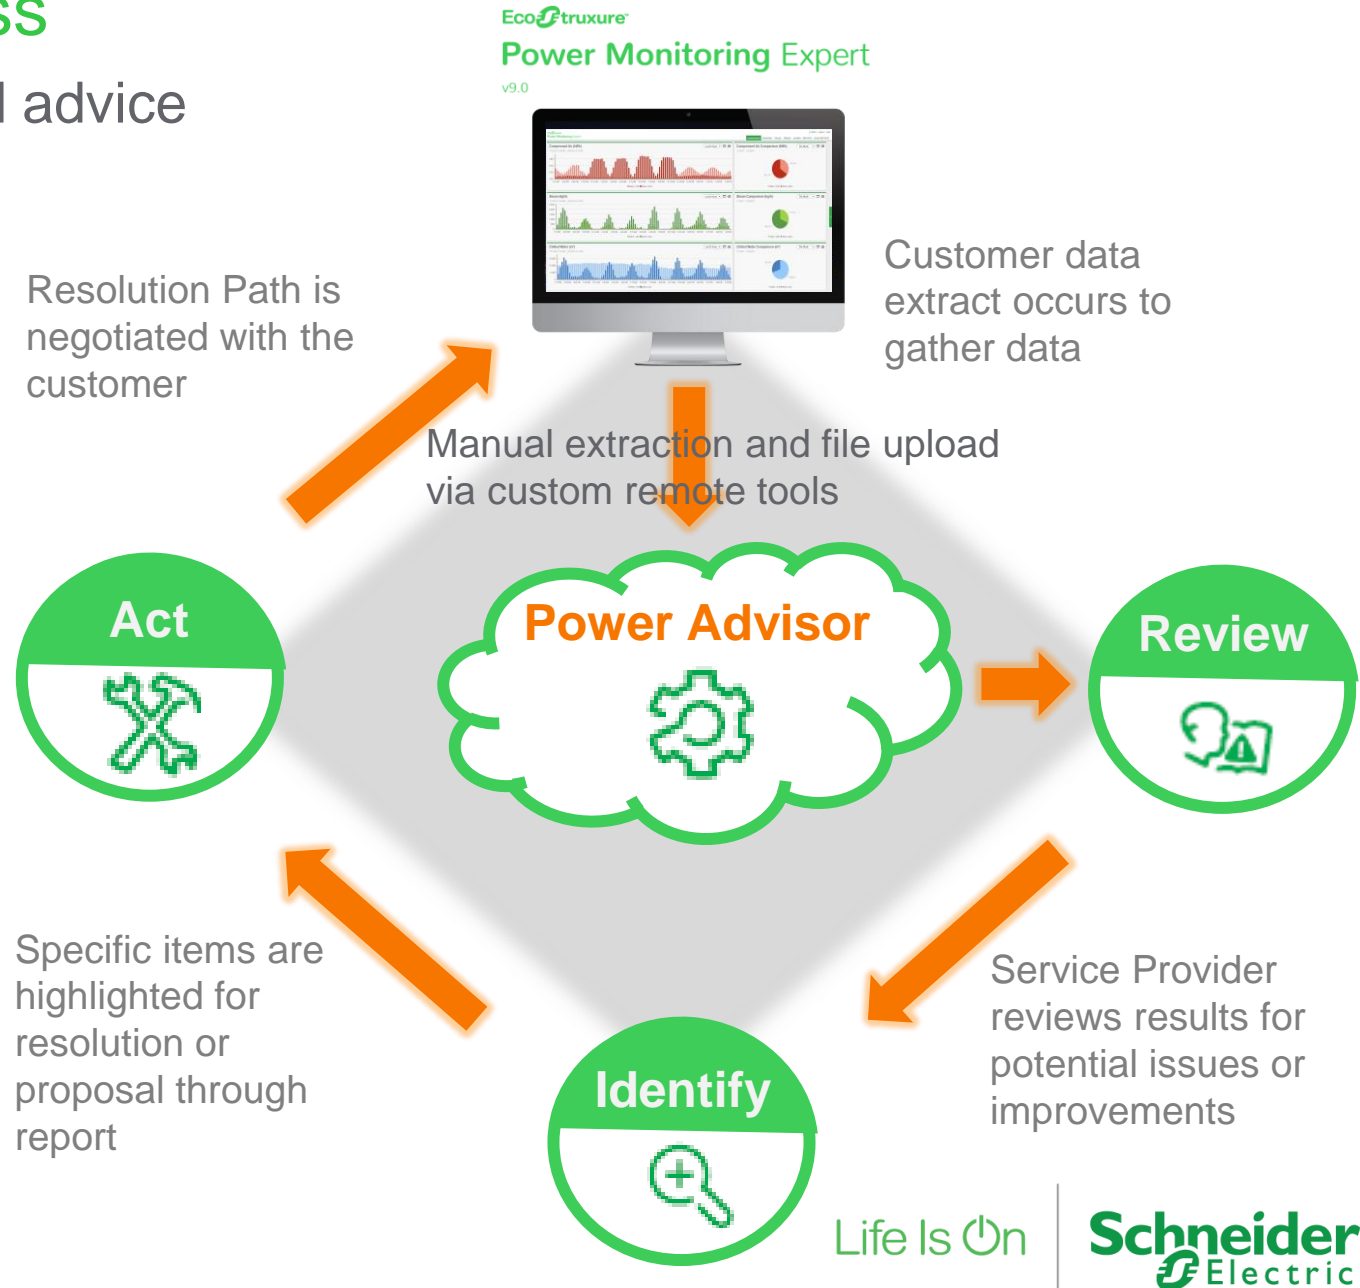 ss
l advice
EcoStruxure™
Power Monitoring Expert
v9.0
Resolution Path is
negotiated with the
customer
Customer data
extract occurs to
gather data
Manual extraction and file upload
via custom remote tools
Act
Power Advisor
Review
Specific items are
highlighted for
resolution or
proposal through
report
Service Provider
reviews results for
potential issues or
improvements
Identify
Life Is On
Schneider
Electric